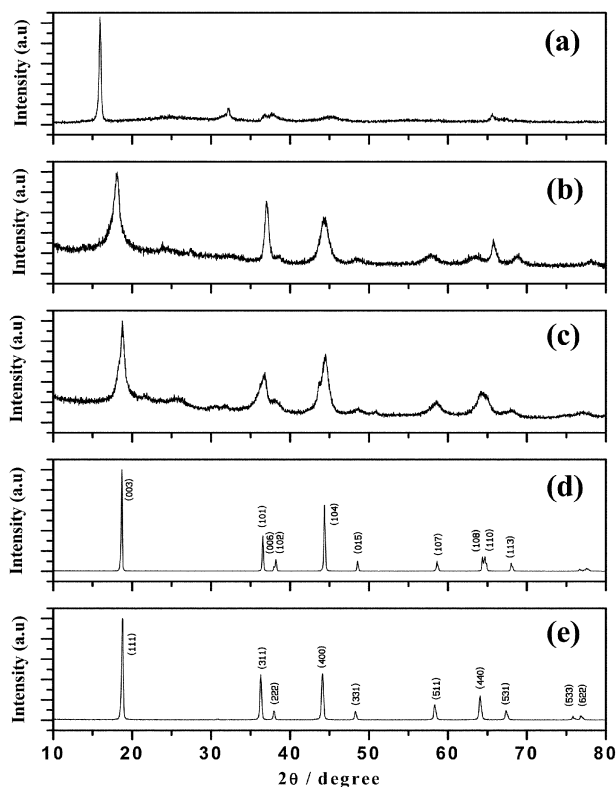 Intensity (a.u)
(a)
Intensity (a.u)
(b)
Intensity (a.u)
(c)
Intensity (a.u)
(d)
(003)
(101)
(006)
(102)
(104)
(015)
(107)
(108)
(110)
(113)
Intensity (a.u)
(e)
(111)
(311)
(222)
(400)
(331)
(511)
(440)
(531)
(533)
(622)
10 20 30 40 50 60 70 80
2θ / degree